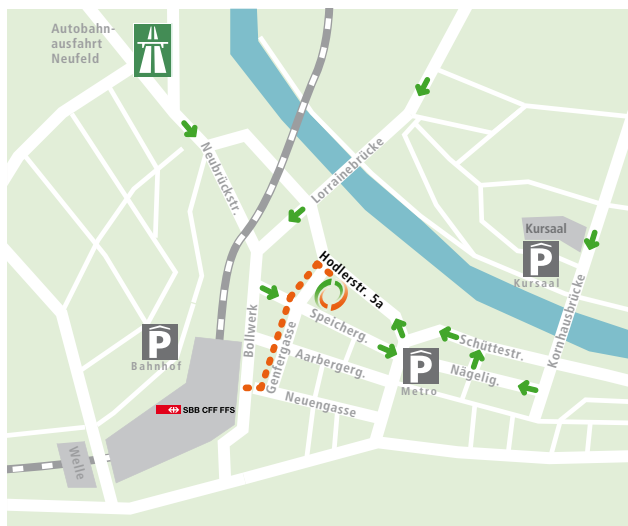 Autobahn-
ausfahrt
Neufeld
Neubrückstr.
Lorrainebrücke
Kursaal
P
Kursaal
Hodlerstr. 5a
Kornhausbrücke
Bollwerk
Speicherg.
Schüttestr.
P
Bahnhof
Genfergasse
Aarbergerg.
P
Metro
Nägelig.
Neuengasse
SBB CFF FFS
Welle